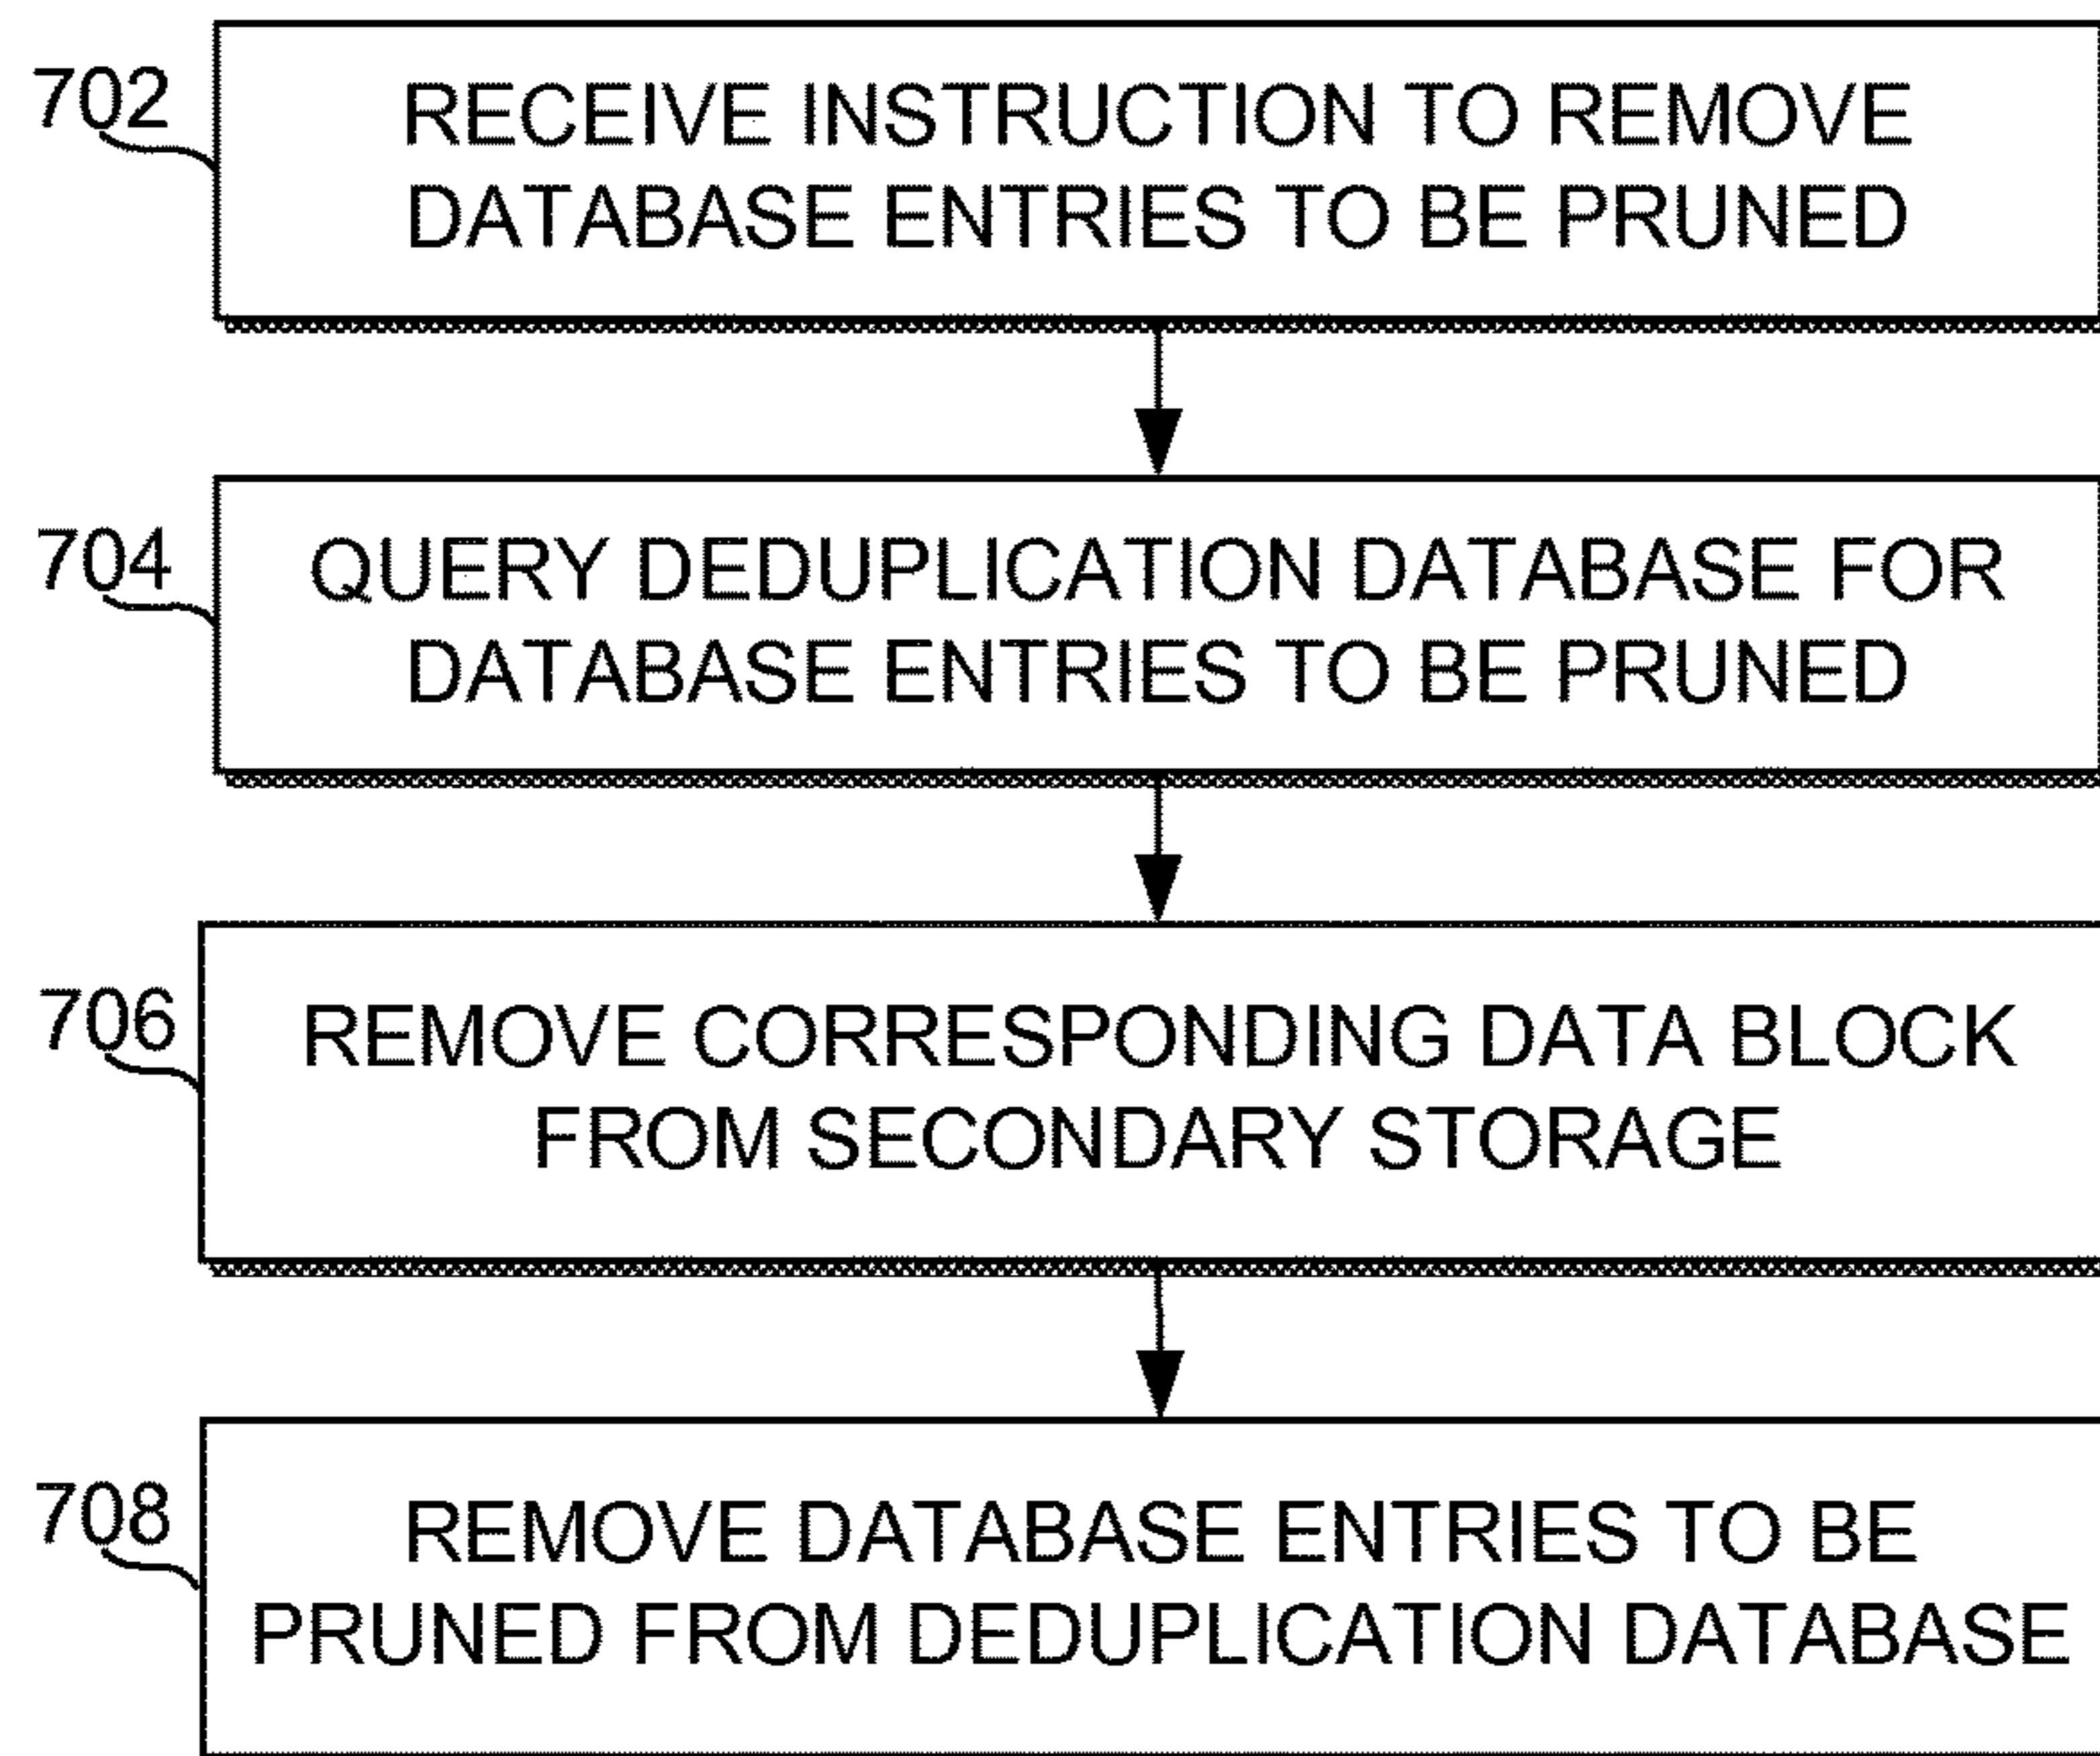 702
RECEIVE INSTRUCTION TO REMOVE
DATABASE ENTRIES TO BE PRUNED
704
QUERY DEDUPLICATION DATABASE FOR
DATABASE ENTRIES TO BE PRUNED
706
REMOVE CORRESPONDING DATA BLOCK
FROM SECONDARY STORAGE
708
REMOVE DATABASE ENTRIES TO BE
PRUNED FROM DEDUPLICATION DATABASE